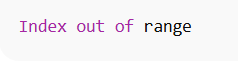 Index out of range